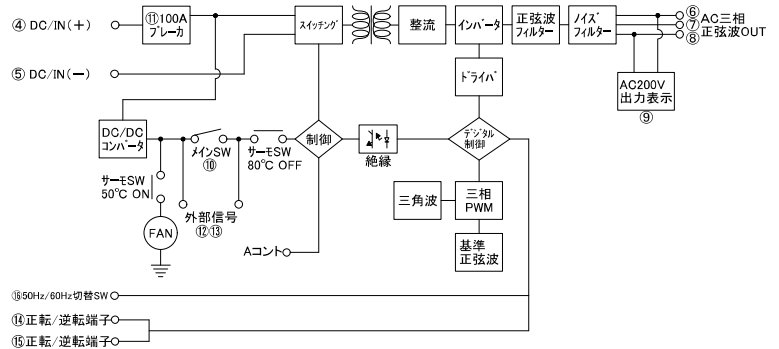 ④ DC/IN(+)
⑪100A
ブレーカ
スイッチング
整流
インバータ
正弦波
フィルター
ノイズ
フィルター
⑥ AC三相
⑦ 正弦波OUT
⑧
⑤ DC/IN(−)
ドライバ
AC200V
出力表示
⑨
DC/DC
コンバータ
メインSW
⑩
サーモSW
80℃ OFF
制御
絶縁
デジタル
制御
サーモSW
50℃ ON
外部信号
⑫⑬
FAN
三角波
三相
PWM
基準
正弦波
Aコント
⑯50Hz/60Hz切替SW
⑭正転/逆転端子
⑮正転/逆転端子